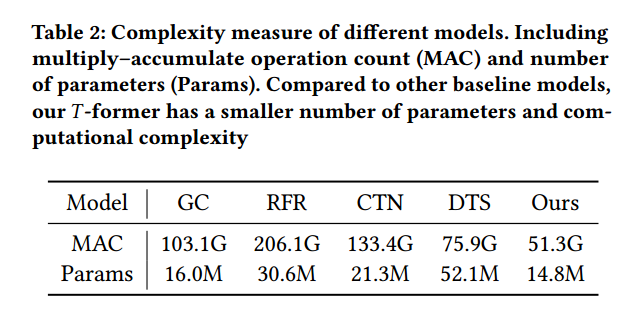 Table 2: Complexity measure of different models. Including
multiply–accumulate operation count (MAC) and number
of parameters (Params). Compared to other baseline models,
our T-former has a smaller number of parameters and com-
putational complexity
Model GC RFR CTN DTS Ours
MAC 103.1G 206.1G 133.4G 75.9G 51.3G
Params 16.0M 30.6M 21.3M 52.1M 14.8M